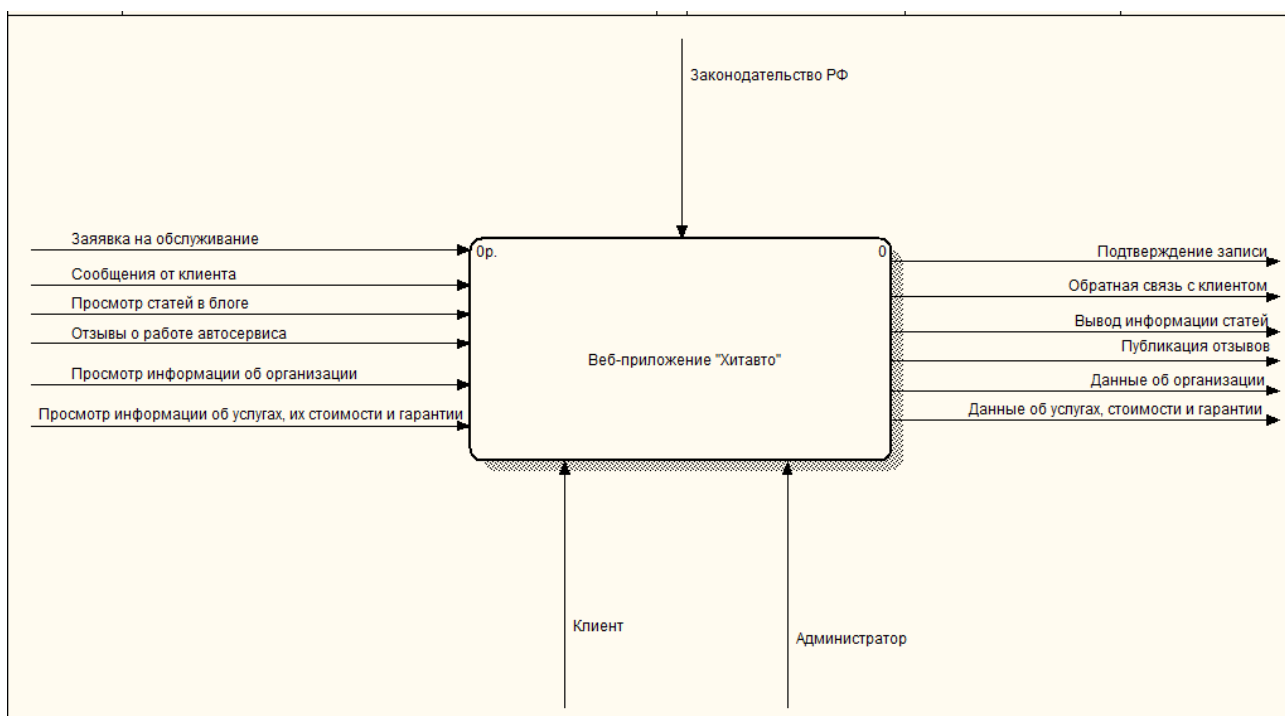 Законодательство РФ
Заяявка на обслуживание
Сообщения от клиента
Просмотр статей в блоге
Отзывы о работе автосервиса
Просмотр информации об организации
Просмотр информации об услугах, их стоимости и гарантии
0р.
0
Веб-приложение "Хитавто"
Подтверждение записи
Обратная связь с клиентом
Вывод информации статей
Публикация отзывов
Данные об организации
Данные об услугах, стоимости и гарантии
Клиент
Администратор